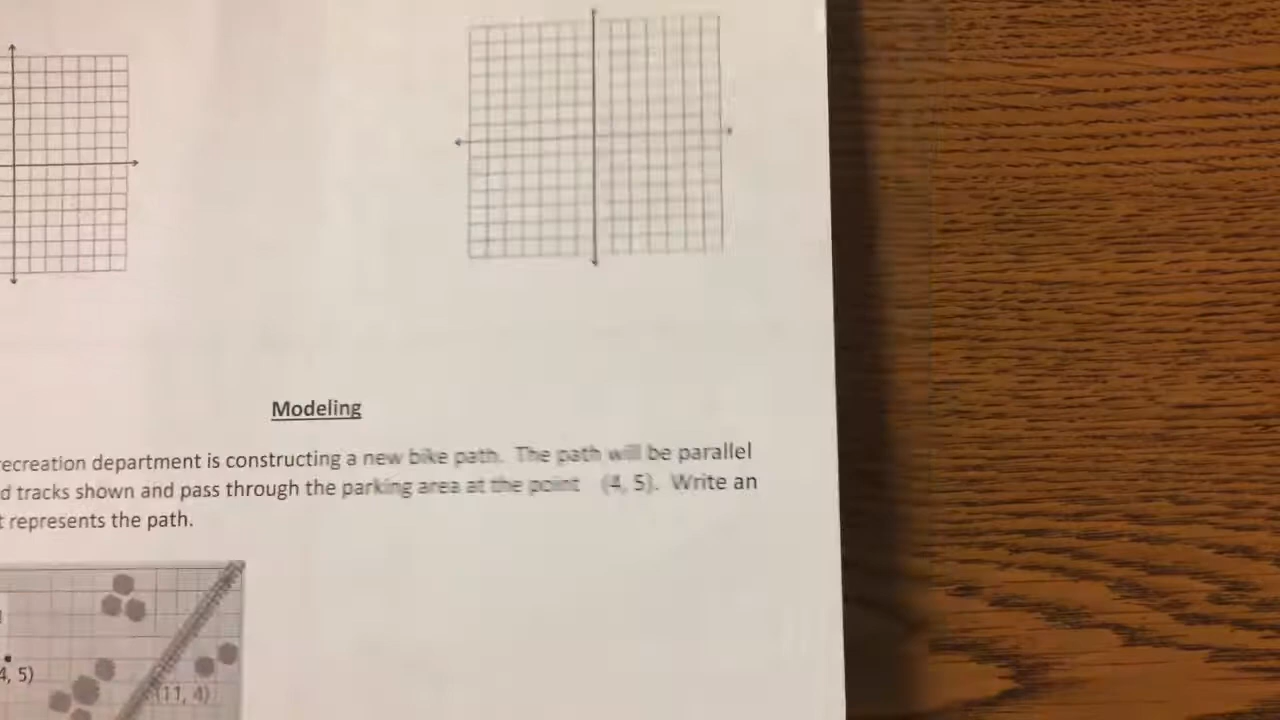 Modeling
recreation department is constructing a new bike path. The path will be parallel
d tracks shown and pass through the parking area at the point (4, 5). Write an
t represents the path.
4, 5)
(11, 4)